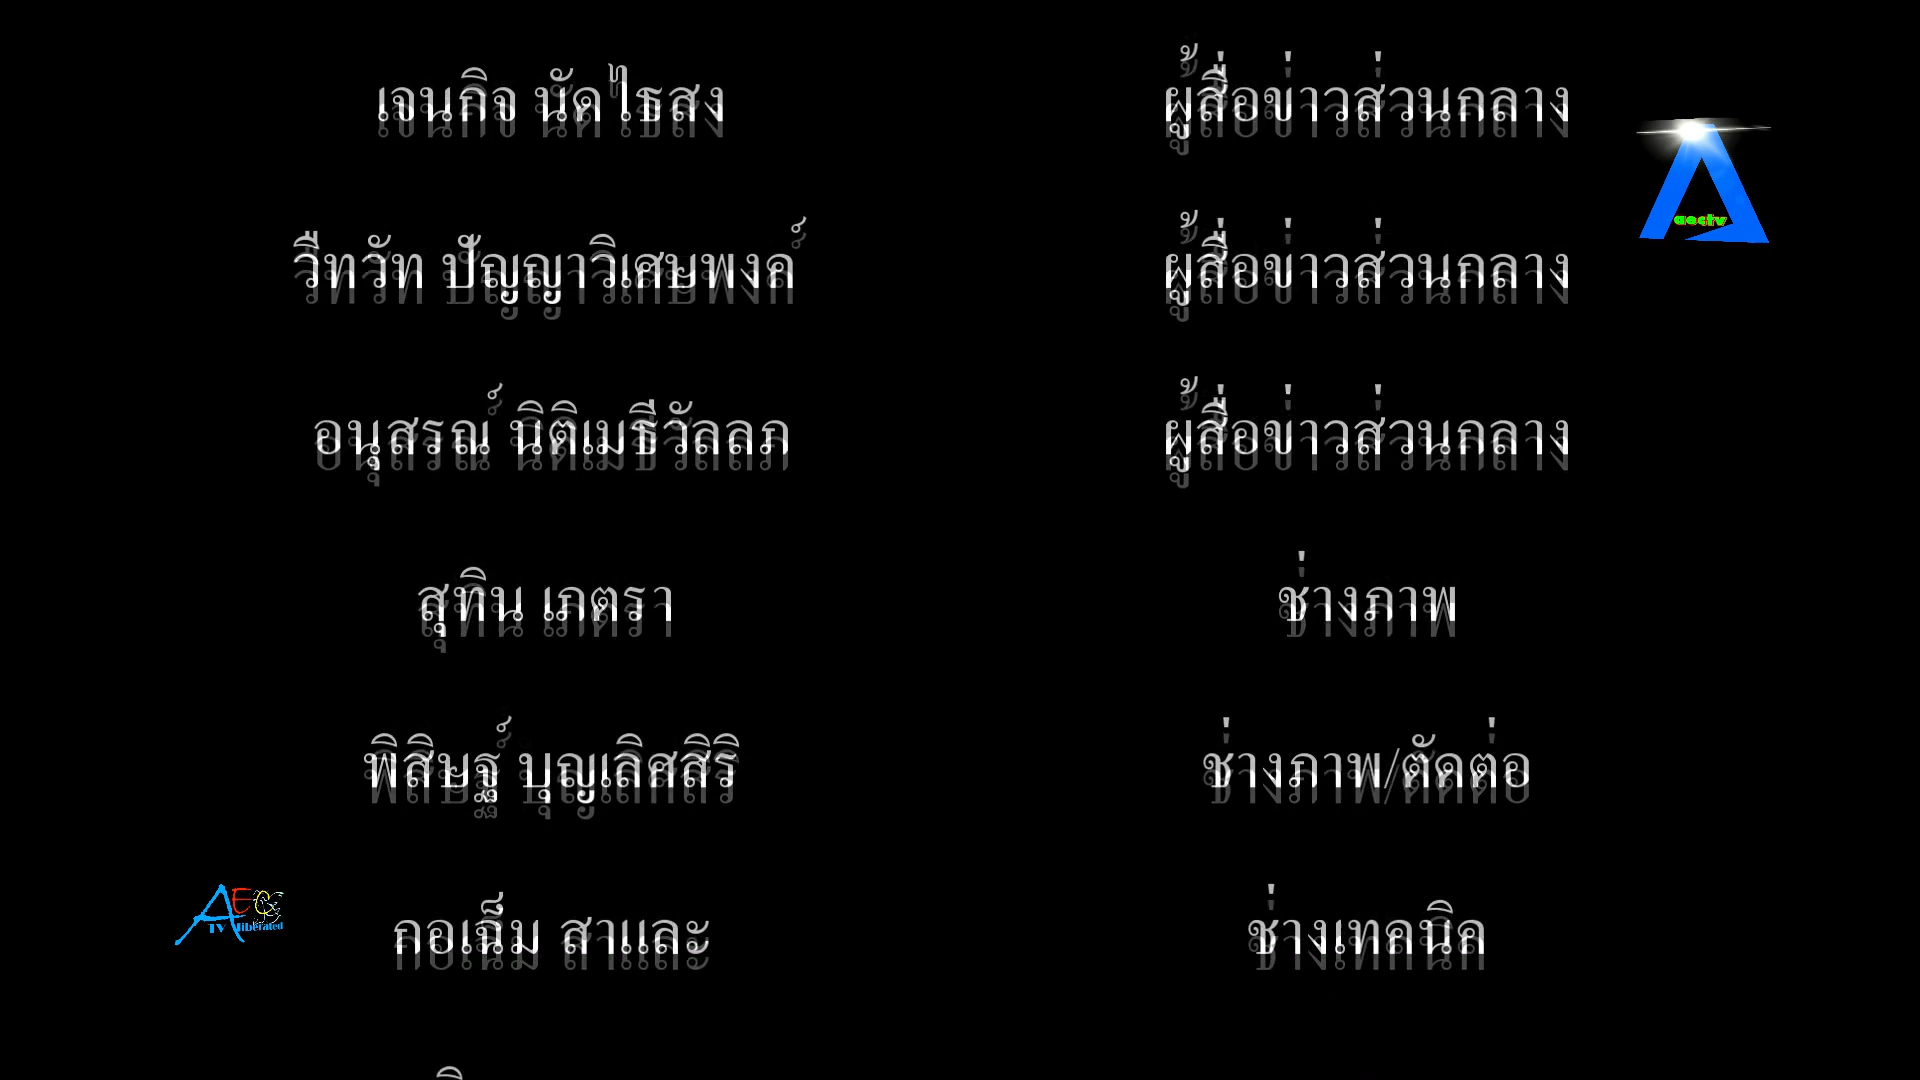 เจนกิจ นัดไธสง ผู้สื่อข่าวส่วนกลาง
วืทวัท ปัญญาวิเศษพงค์ ผู้สื่อข่าวส่วนกลาง
อนุสรณ์ นิติเมธีวัลลภ ผู้สื่อข่าวส่วนกลาง
สุทิน เภตรา ช่างภาพ
พิสิษฐ์ บุญเลิศสิริ ช่างภาพ/ตัดต่อ
กอเฉ็ม สาและ ช่างเทคนิค
aectv
AEC
TV liberated